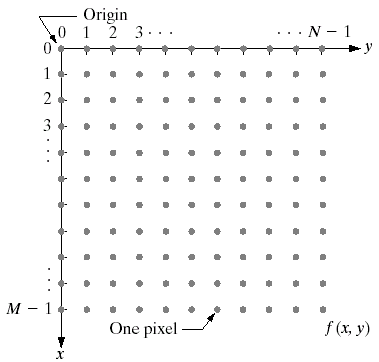 Origin
0 1 2 3 · · · · · · N − 1
y
0
1
2
3
·
·
·
·
·
·
M − 1
One pixel
f(x, y)
x